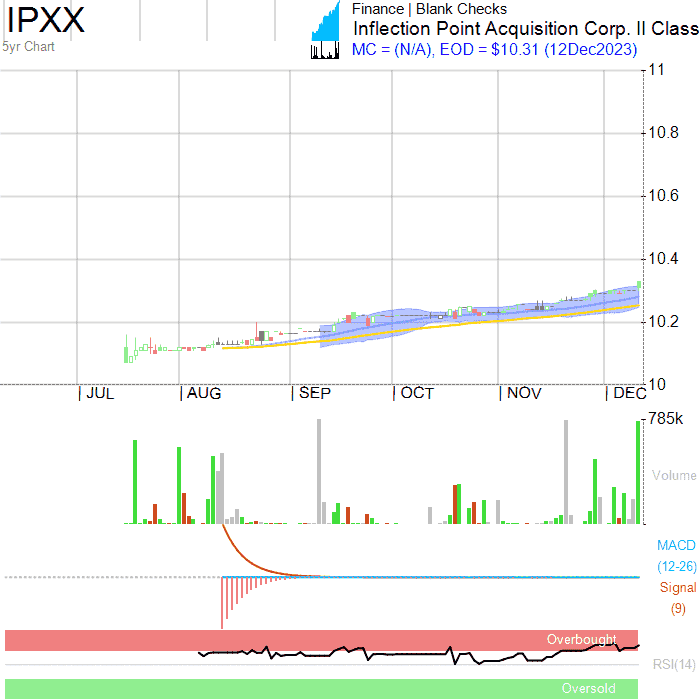 IPXX
5yr Chart
Finance | Blank Checks
Inflection Point Acquisition Corp. II Class
MC = (N/A), EOD = $10.31 (12Dec2023)
11
10.8
10.6
10.4
10.2
10
JUL
AUG
SEP
OCT
NOV
DEC
785k
Volume
MACD
(12-26)
Signal
(9)
Overbought
RSI(14)
Oversold